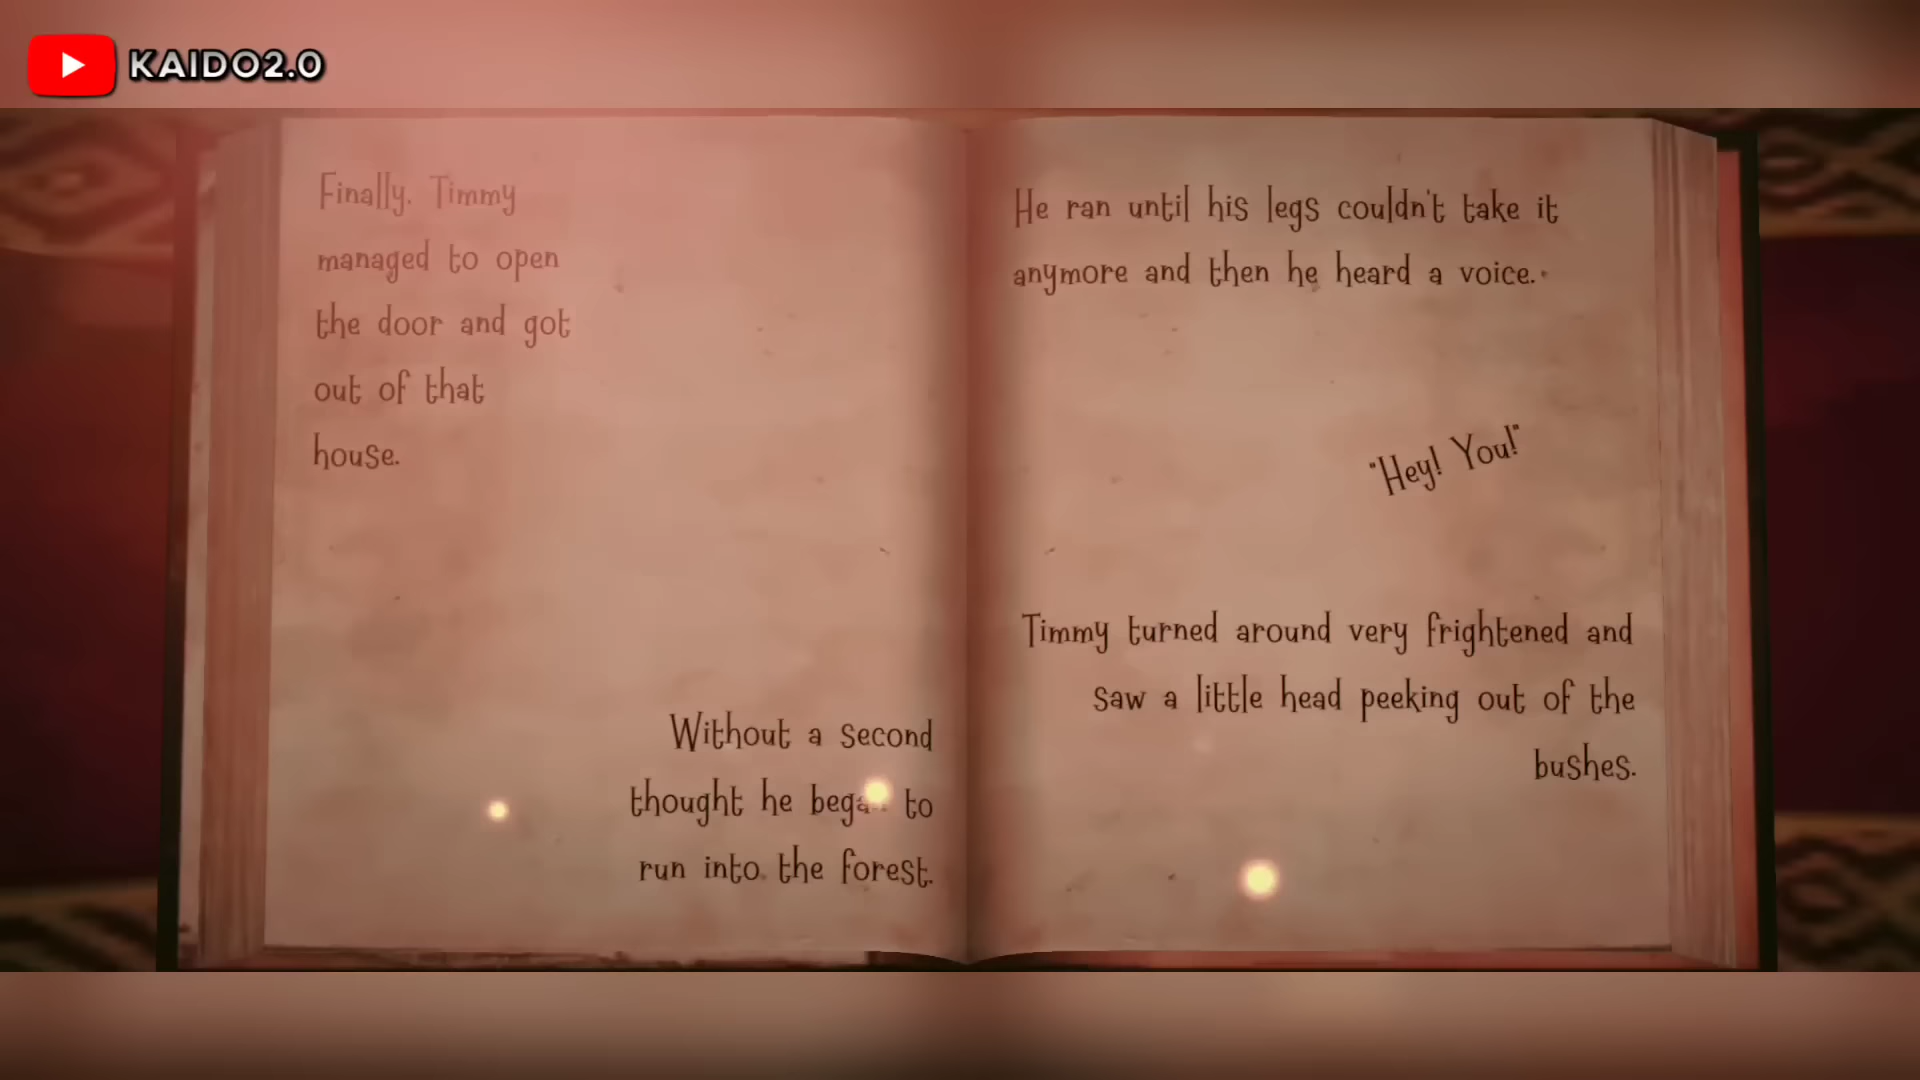 KAIDO2.0
Finally, Timmy
managed to open
the door and got
out of that
house.
Without a second
thought he began to
run into the forest.
He ran until his legs couldn't take it
anymore and then he heard a voice.
"Hey! You!"
Timmy turned around very frightened and
saw a little head peeking out of the
bushes.